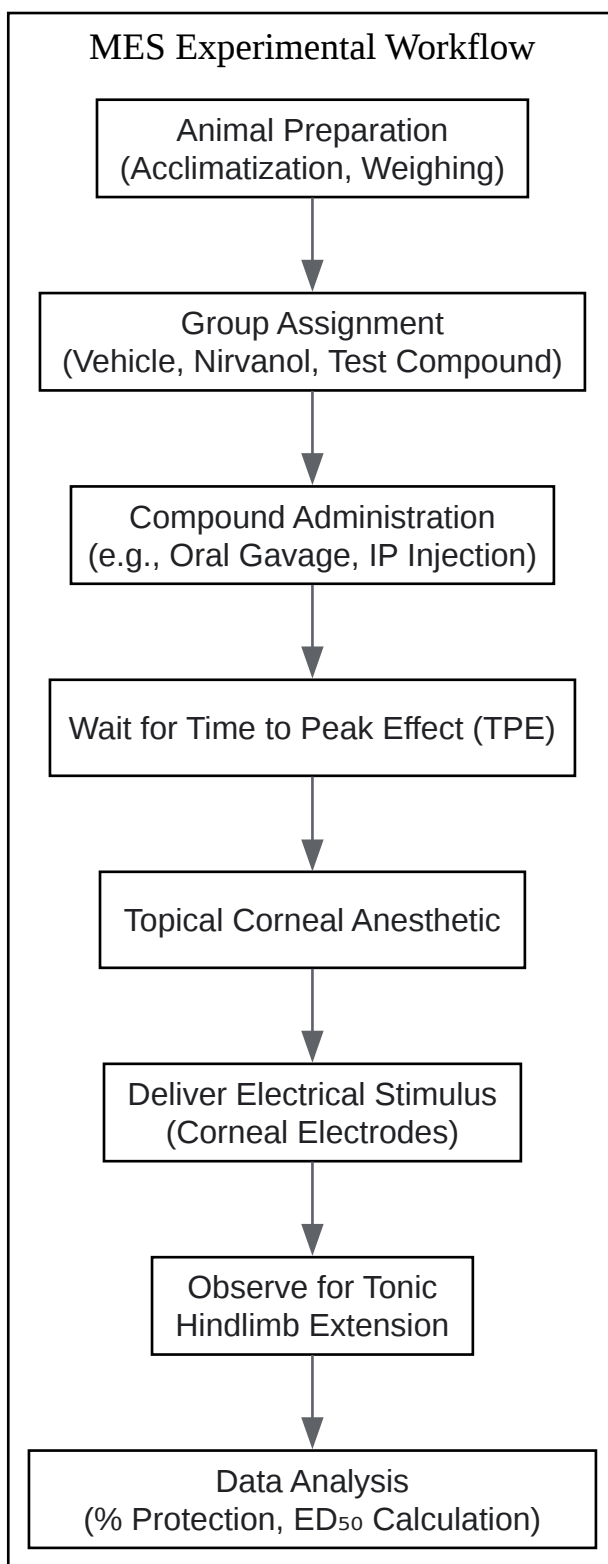 MES Experimental Workflow
Animal Preparation
(Acclimatization, Weighing)
Group Assignment
(Vehicle, Nirvanol, Test Compound)
Compound Administration
(e.g., Oral Gavage, IP Injection)
Wait for Time to Peak Effect (TPE)
Topical Corneal Anesthetic
Deliver Electrical Stimulus
(Corneal Electrodes)
Observe for Tonic
Hindlimb Extension
Data Analysis
(% Protection, ED₅₀ Calculation)